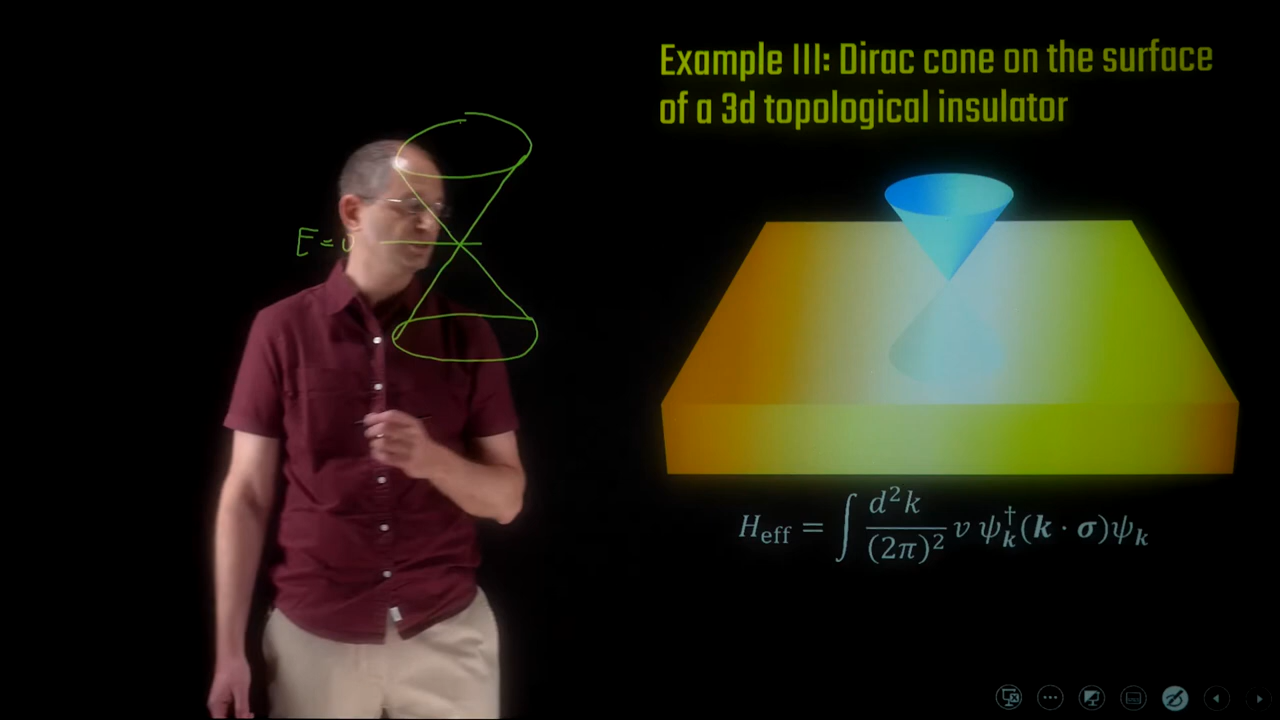 Example III: Dirac cone on the surface
of a 3d topological insulator
E=0
H_eff = ∫ d²k/(2π)² v ψ_k†(k · σ)ψ_k